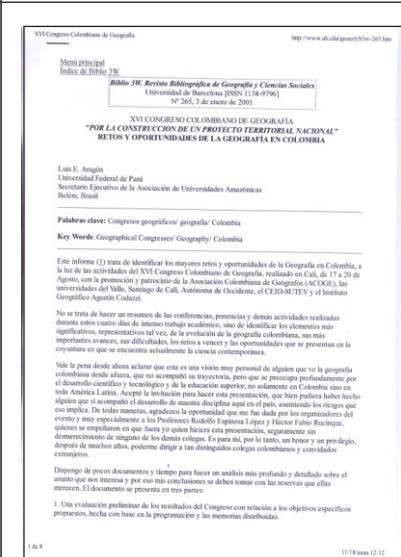 XVI Congreso Colombiano de Geografía
http://www.ub.edu/geocrit/b3w-265.htm
Menú principal
Índice de Biblio 3W
Biblio 3W. Revista Bibliográfica de Geografía y Ciencias Sociales
Universidad de Barcelona [ISSN 1138-9796]
Nº 265, 3 de enero de 2001
XVI CONGRESO COLOMBIANO DE GEOGRAFÍA
"POR LA CONSTRUCCION DE UN PROYECTO TERRITORIAL NACIONAL"
RETOS Y OPORTUNIDADES DE LA GEOGRAFÍA EN COLOMBIA
Luis E. Aragón
Universidad Federal de Pará
Secretario Ejecutivo de la Asociación de Universidades Amazónicas
Belém, Brasil
Palabras clave: Congresos geográficos/ geografía/ Colombia
Key Words: Geographical Congresses/ Geography/ Colombia
Este informe (1) trata de identificar los mayores retos y oportunidades de la Geografía en Colombia, a
la luz de las actividades del XVI Congreso Colombiano de Geografía, realizado en Cali, de 17 a 20 de
Agosto, con la promoción y patrocinio de la Asociación Colombiana de Geógrafos (ACOGE), las
universidades del Valle, Santiago de Cali, Autónoma de Occidente, el CEID-SUTEV y el Instituto
Geográfico Agustín Codazzi.
No se trata de hacer un resumen de las conferencias, ponencias y demás actividades realizadas
durante estos cuatro días de intenso trabajo académico, sino de identificar los elementos más
significativos, representativos tal vez, de la evolución de la geografía colombiana, sus más
importantes avances, sus dificultades, los retos a vencer y las oportunidades que se presentan en la
coyuntura en que se encuentra actualmente la ciencia contemporánea.
Vale la pena desde ahora aclarar que esta es una visión muy personal de alguien que ve la geografía
colombiana desde afuera, que no acompañó su trayectoria, pero que se preocupa profundamente por
el desarrollo científico y tecnológico y de la educación superior, no solamente en Colombia sino en
toda América Latina. Acepté la invitación para hacer esta presentación, que bien pudiera haber hecho
alguien que sí acompañó el desarrollo de nuestra disciplina aquí en el país, asumiendo los riesgos que
eso implica. De todas maneras, agradezco la oportunidad que me fue dada por los organizadores del
evento y muy especialmente a los Profesores Rodolfo Espinosa López y Héctor Fabio Rucinque,
quienes se empeñaron en que fuera yo quien hiciera esta presentación, seguramente sin
desmerecimiento de ninguno de los demás colegas. Es para mí, por lo tanto, un honor y un privilegio,
después de muchos años, poderme dirigir a tan distinguidos colegas colombianos y convidados
extranjeros.
Dispongo de pocos documentos y tiempo para hacer un análisis más profundo y detallado sobre el
asunto que nos interesa y por eso mis conclusiones se deben tomar con las reservas que ellas
merecen. El documento se presenta en tres partes:
1. Una evaluación preliminar de los resultados del Congreso con relación a los objetivos específicos
propuestos, hecha con base en la programación y las memorias distribuidas.
1 de 8
12:12